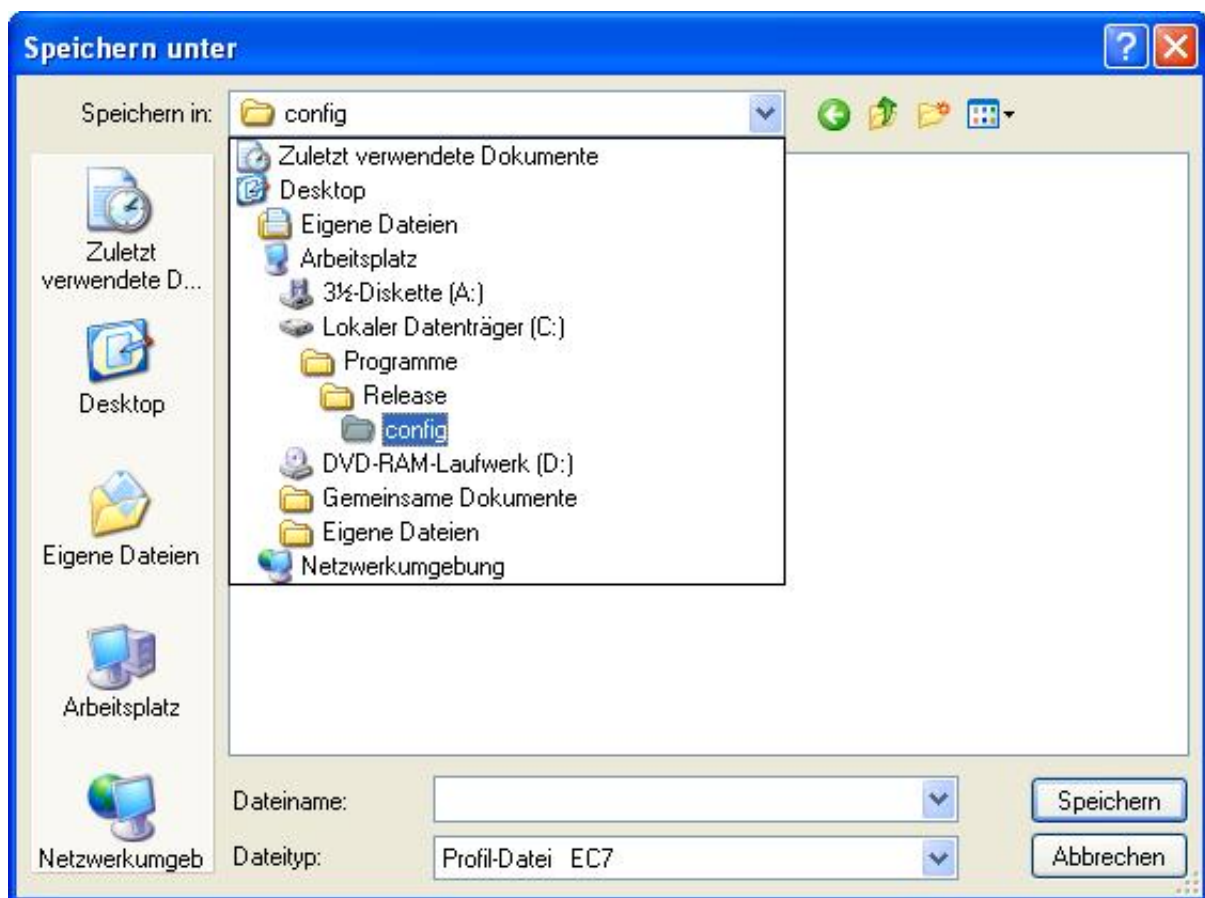 Speichern unter
Speichern in:
config
Zuletzt verwendete Dokumente
Desktop
Eigene Dateien
Arbeitsplatz
3½-Diskette (A:)
Lokaler Datenträger (C:)
Programme
Release
config
DVD-RAM-Laufwerk (D:)
Gemeinsame Dokumente
Eigene Dateien
Netzwerkumgebung
Zuletzt
verwendete D...
Desktop
Eigene Dateien
Arbeitsplatz
Netzwerkumgeb
Dateiname:
Speichern
Dateityp:
Profil-Datei EC7
Abbrechen